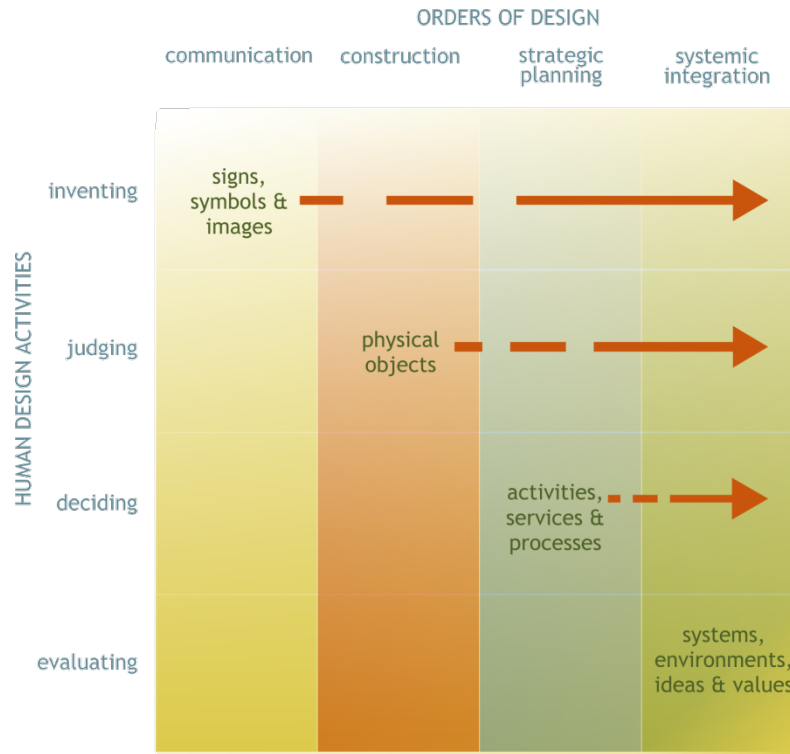 ORDERS OF DESIGN
communication
construction
strategic
planning
systemic
integration
HUMAN DESIGN ACTIVITIES
inventing
signs,
symbols &
images
judging
physical
objects
deciding
activities,
services &
processes
evaluating
systems,
environments,
ideas & values